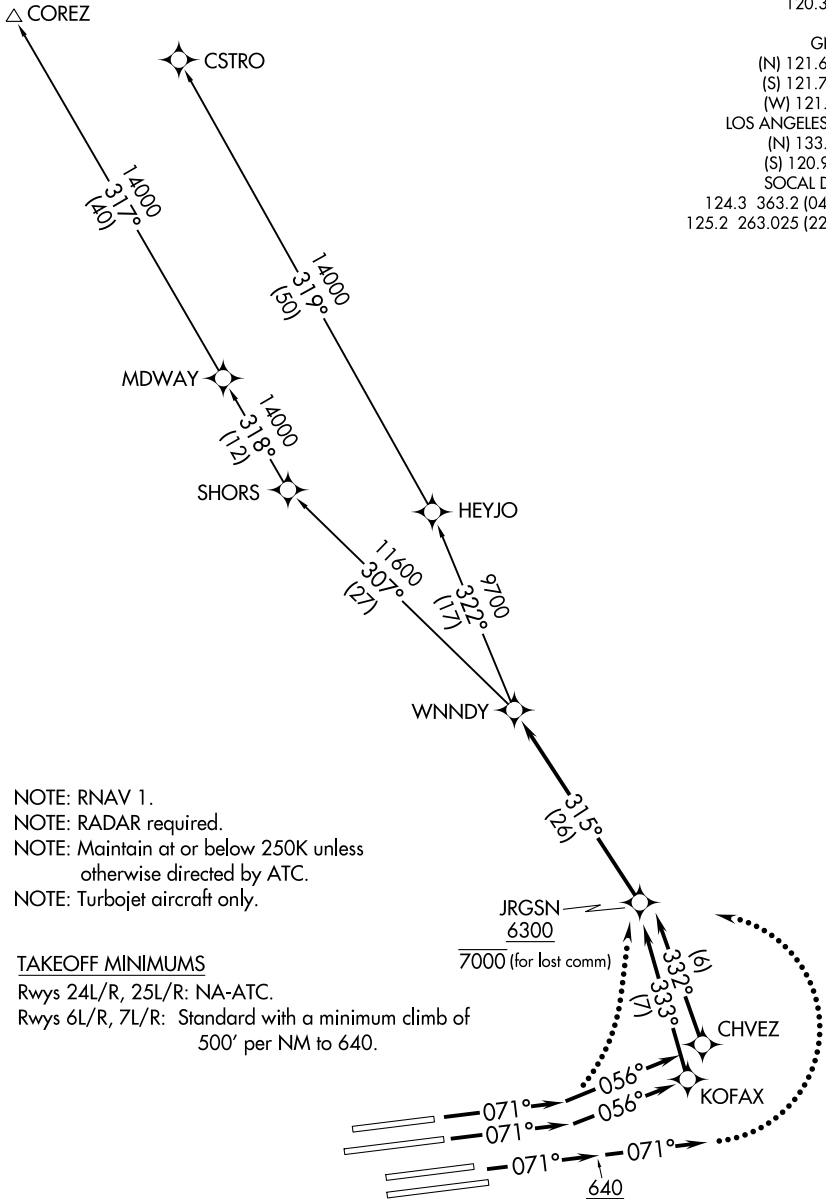 COREZ
120.3
CSTRO
(N) 121.6
(S) 121.7
(W) 121.
LOS ANGELES
(N) 133.
(S) 120.9
SOCAL D
124.3 363.2 (04
125.2 263.025 (22
14000
317°
(40)
14000
319°
(50)
MDWAY
14000
318°
(12)
SHORS
HEYJO
11600
307°
(27)
9700
322°
(17)
WNNDY
315°
(26)
NOTE: RNAV 1.
NOTE: RADAR required.
NOTE: Maintain at or below 250K unless
otherwise directed by ATC.
NOTE: Turbojet aircraft only.
JRGSN
6300
7000 (for lost comm)
(6)
332°
333°
(7)
TAKEOFF MINIMUMS
Rwys 24L/R, 25L/R: NA-ATC.
Rwys 6L/R, 7L/R: Standard with a minimum climb of
500' per NM to 640.
CHVEZ
KOFAX
071°
056°
071°
056°
071°
071°
640